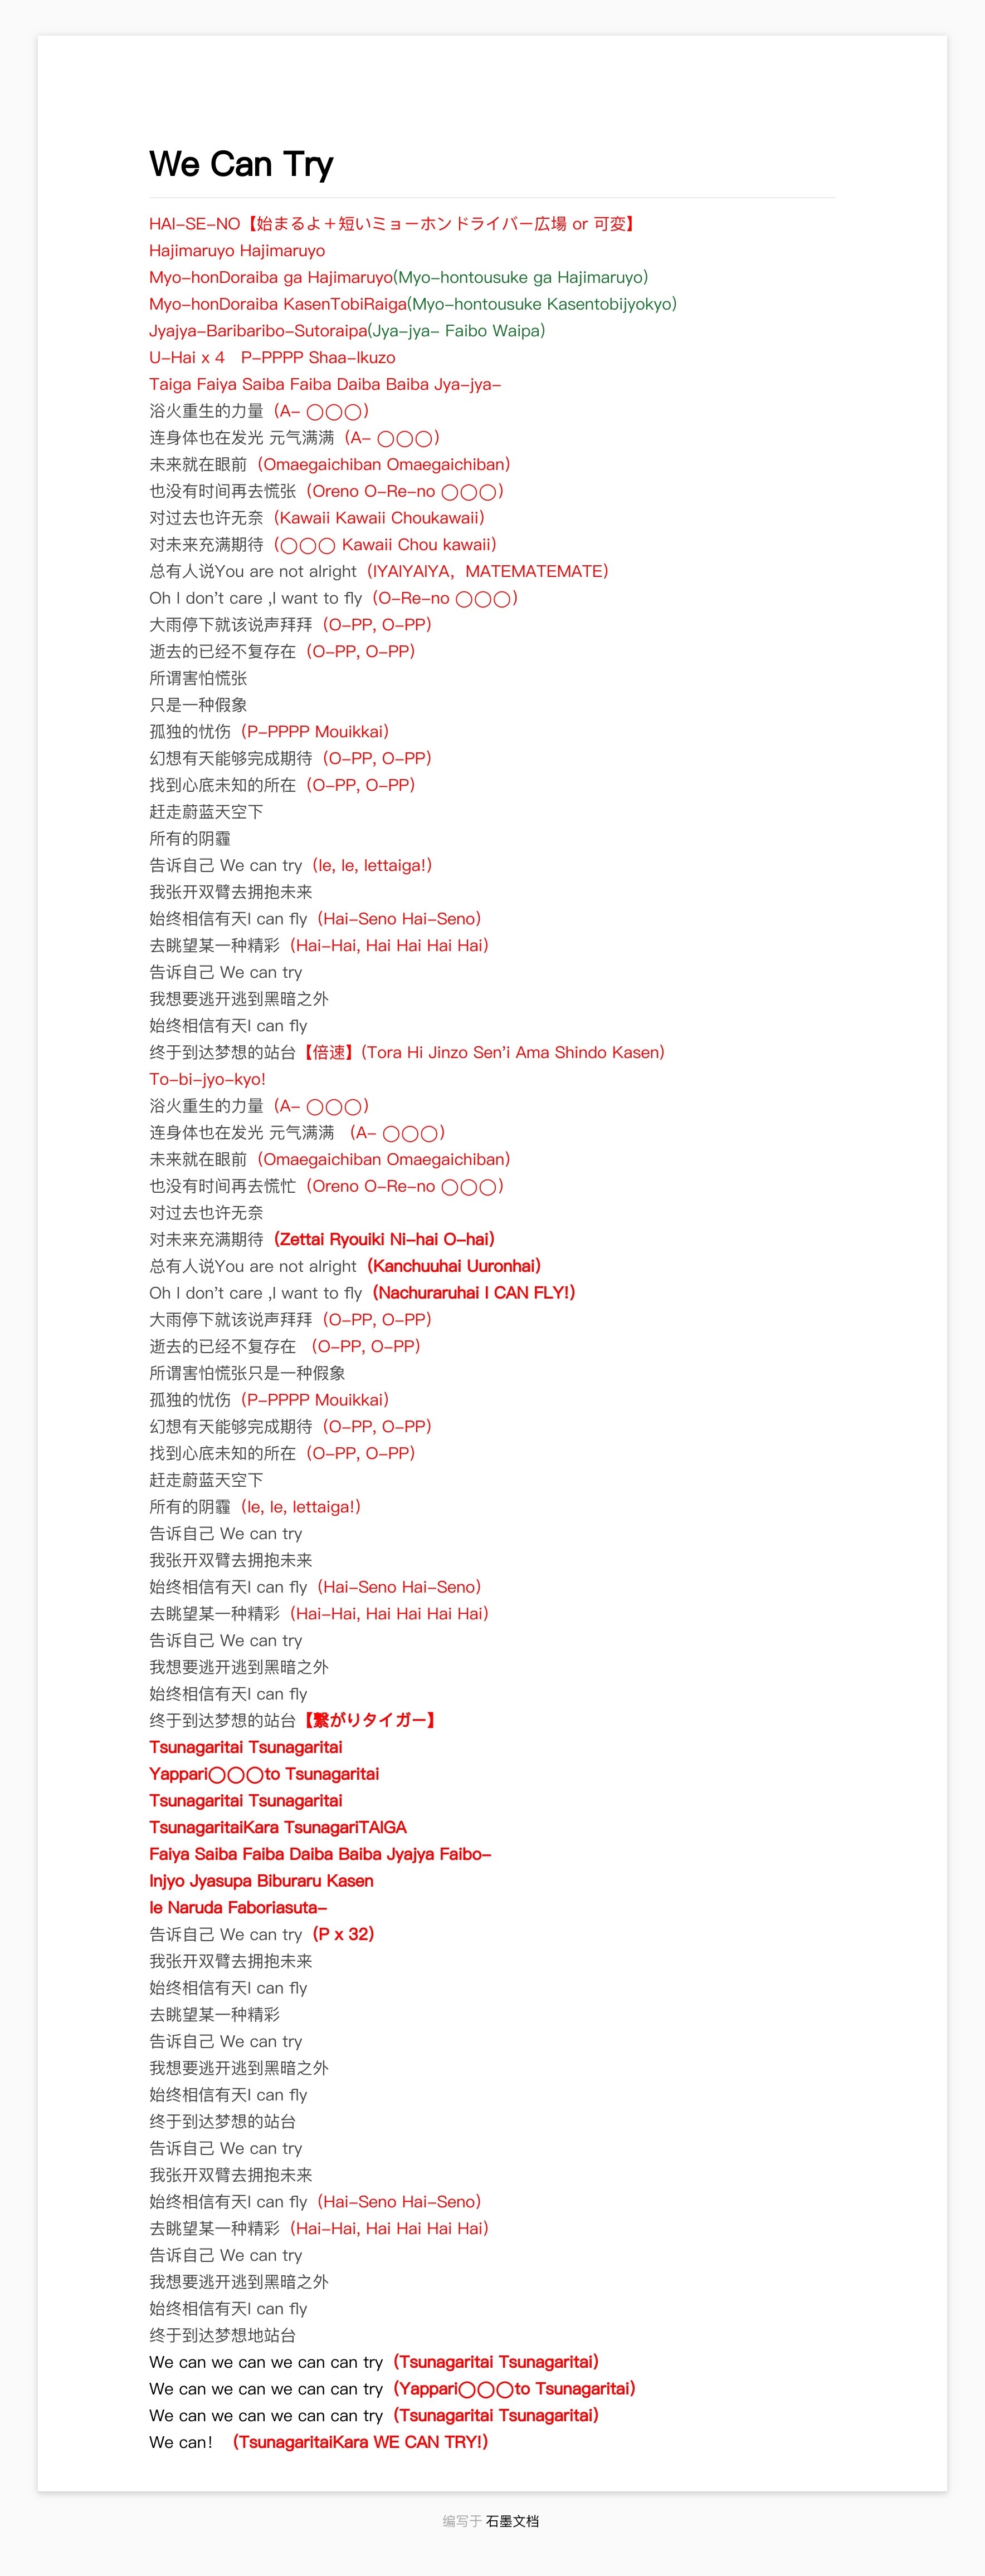 We Can Try
HAI-SE-NO【始まるよ＋短いミョーホンドライバー広場 or 可変】
Hajimaruyo Hajimaruyo
Myo-honDoraiba ga Hajimaruyo(Myo-hontousuke ga Hajimaruyo)
Myo-honDoraiba KasenTobiRaiga(Myo-hontousuke Kasentobijyokyo)
Jyajya-Baribaribo-Sutoraipa(Jya-jya- Faibo Waipa)
U-Hai x 4　P-PPPP Shaa-Ikuzo
Taiga Faiya Saiba Faiba Daiba Baiba Jya-jya-
浴火重生的力量（A- ◯◯◯）
连身体也在发光 元气满满（A- ◯◯◯）
未来就在眼前（Omaegaichiban Omaegaichiban）
也没有时间再去慌张（Oreno O-Re-no ◯◯◯）
对过去也许无奈（Kawaii Kawaii Choukawaii）
对未来充满期待（◯◯◯ Kawaii Chou kawaii）
总有人说You are not alright（IYAIYAIYA，MATEMATEMATE）
Oh I don't care ,I want to fly（O-Re-no ◯◯◯）
大雨停下就该说声拜拜（O-PP, O-PP）
逝去的已经不复存在（O-PP, O-PP）
所谓害怕慌张
只是一种假象
孤独的忧伤（P-PPPP Mouikkai）
幻想有天能够完成期待（O-PP, O-PP）
找到心底未知的所在（O-PP, O-PP）
赶走蔚蓝天空下
所有的阴霾
告诉自己 We can try（Ie, Ie, Iettaiga!）
我张开双臂去拥抱未来
始终相信有天I can fly（Hai-Seno Hai-Seno）
去眺望某一种精彩（Hai-Hai, Hai Hai Hai Hai）
告诉自己 We can try
我想要逃开逃到黑暗之外
始终相信有天I can fly
终于到达梦想的站台【倍速】(Tora Hi Jinzo Sen'i Ama Shindo Kasen)
To-bi-jyo-kyo!
浴火重生的力量（A- ◯◯◯）
连身体也在发光 元气满满 （A- ◯◯◯）
未来就在眼前（Omaegaichiban Omaegaichiban）
也没有时间再去慌忙（Oreno O-Re-no ◯◯◯）
对过去也许无奈
对未来充满期待（Zettai Ryouiki Ni-hai O-hai）
总有人说You are not alright（Kanchuuhai Uuronhai）
Oh I don't care ,I want to fly（Nachuraruhai I CAN FLY!）
大雨停下就该说声拜拜（O-PP, O-PP）
逝去的已经不复存在 （O-PP, O-PP）
所谓害怕慌张只是一种假象
孤独的忧伤（P-PPPP Mouikkai）
幻想有天能够完成期待（O-PP, O-PP）
找到心底未知的所在（O-PP, O-PP）
赶走蔚蓝天空下
所有的阴霾（Ie, Ie, Iettaiga!）
告诉自己 We can try
我张开双臂去拥抱未来
始终相信有天I can fly（Hai-Seno Hai-Seno）
去眺望某一种精彩（Hai-Hai, Hai Hai Hai Hai）
告诉自己 We can try
我想要逃开逃到黑暗之外
始终相信有天I can fly
终于到达梦想的站台【繋がりタイガー】
Tsunagaritai Tsunagaritai
Yappari◯◯◯to Tsunagaritai
Tsunagaritai Tsunagaritai
TsunagaritaiKara TsunagariTAIGA
Faiya Saiba Faiba Daiba Baiba Jyajya Faibo-
Injyo Jyasupa Biburaru Kasen
Ie Naruda Faboriasuta-
告诉自己 We can try（P x 32）
我张开双臂去拥抱未来
始终相信有天I can fly
去眺望某一种精彩
告诉自己 We can try
我想要逃开逃到黑暗之外
始终相信有天I can fly
终于到达梦想的站台
告诉自己 We can try
我张开双臂去拥抱未来
始终相信有天I can fly（Hai-Seno Hai-Seno）
去眺望某一种精彩（Hai-Hai, Hai Hai Hai Hai）
告诉自己 We can try
我想要逃开逃到黑暗之外
始终相信有天I can fly
终于到达梦想地站台
We can we can we can can try（Tsunagaritai Tsunagaritai）
We can we can we can can try（Yappari◯◯◯to Tsunagaritai）
We can we can we can can try（Tsunagaritai Tsunagaritai）
We can！（TsunagaritaiKara WE CAN TRY!）
编写于 石墨文档